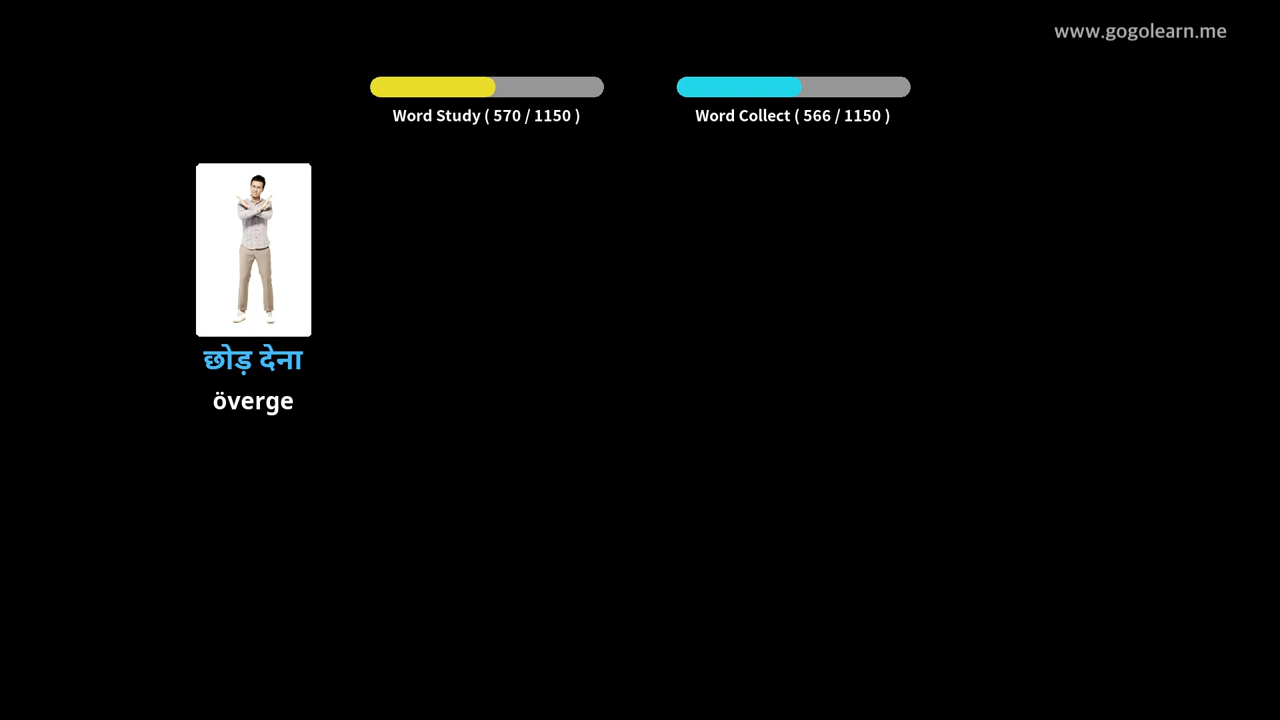 www.gogolearn.me
Word Study ( 570 / 1150 )
Word Collect ( 566 / 1150 )
छोड़ देना
överge